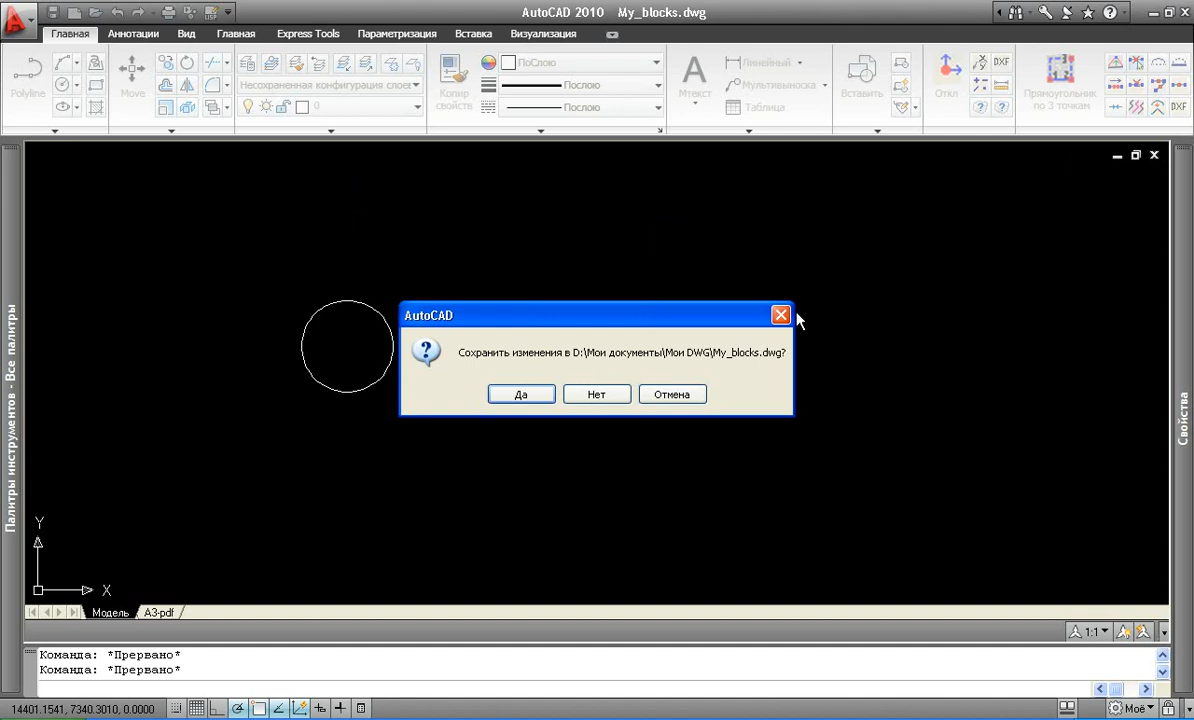 AutoCAD 2010 My_blocks.dwg
Главная Аннотации Вид Главная Express Tools Параметризация Вставка Визуализация
Polyline
Move
Несохраненная конфигурация слоев
0
Копир свойств
ПоСлою
Послою
Послою
Мтекст
Линейный
Мультивыноска
Таблица
Вставить
Откл
DXF
Прямоугольник по 3 точкам
DXF
Палитры инструментов - Все палитры
Свойства
AutoCAD
Сохранить изменения в D:\Мои документы\Мои DWG\My_blocks.dwg?
Да Нет Отмена
Y
X
Модель A3-pdf
1:1
Команда: *Прервано*
Команда: *Прервано*
14401.1541, 7340.3010, 0.0000
Моё